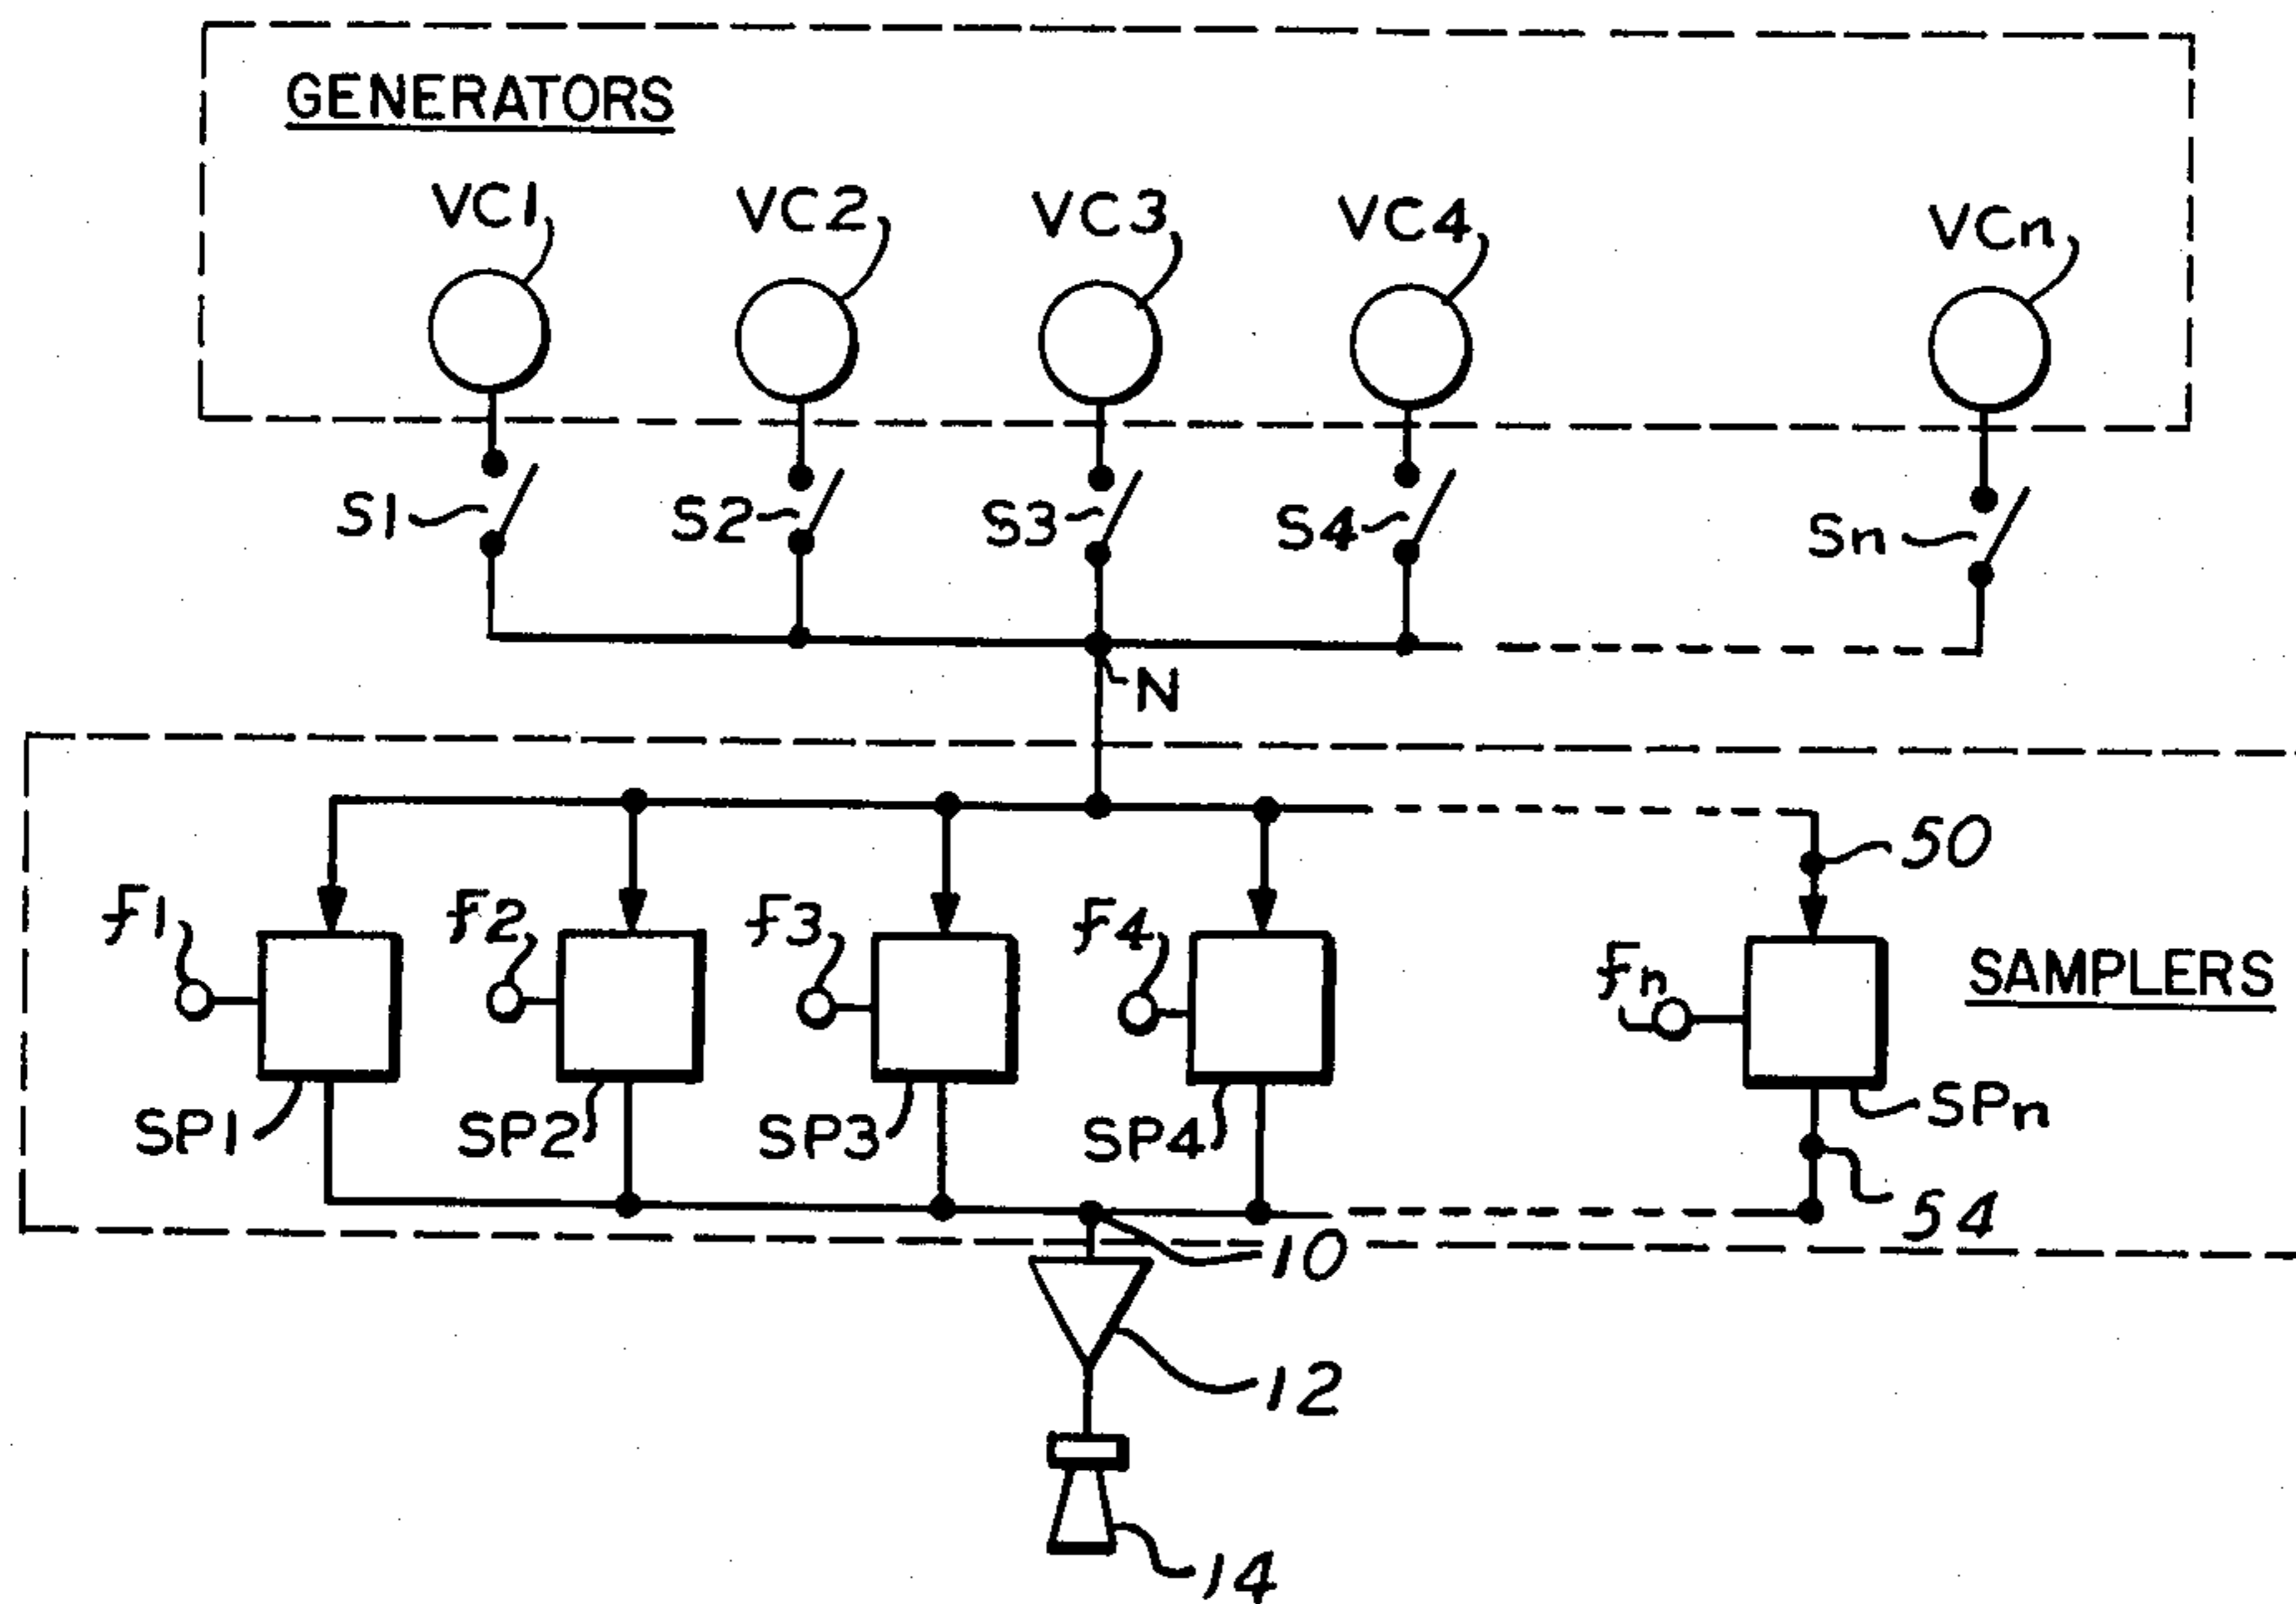 GENERATORS
VC1 VC2 VC3 VC4 VCn
S1 S2 S3 S4 Sn
N
50
F1 F2 F3 F4 Fn
SAMPLERS
SP1 SP2 SP3 SP4 SPn
54
10
12
14